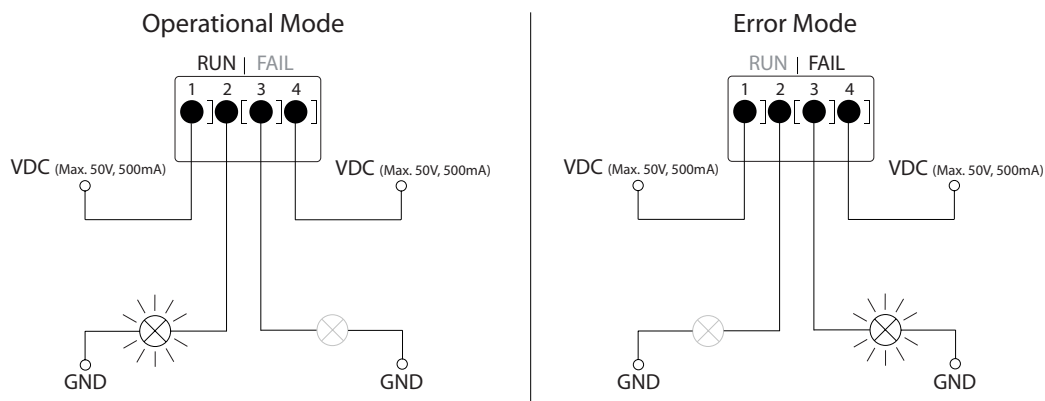 Operational Mode
RUN | FAIL
1 2 3 4
VDC (Max. 50V, 500mA)
VDC (Max. 50V, 500mA)
GND
GND
Error Mode
RUN | FAIL
1 2 3 4
VDC (Max. 50V, 500mA)
VDC (Max. 50V, 500mA)
GND
GND